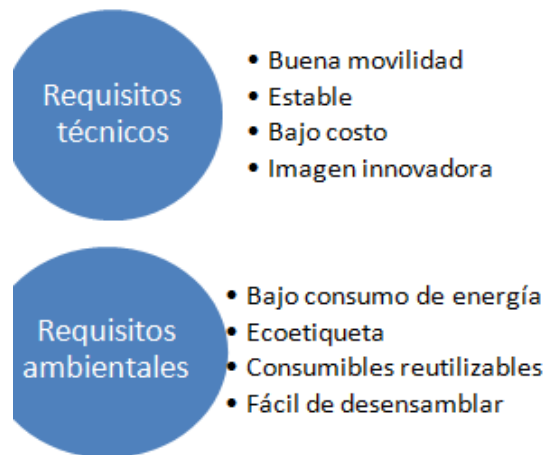 Requisitos
técnicos
• Buena movilidad
• Estable
• Bajo costo
• Imagen innovadora
Requisitos
ambientales
• Bajo consumo de energía
• Ecoetiqueta
• Consumibles reutilizables
• Fácil de desensamblar